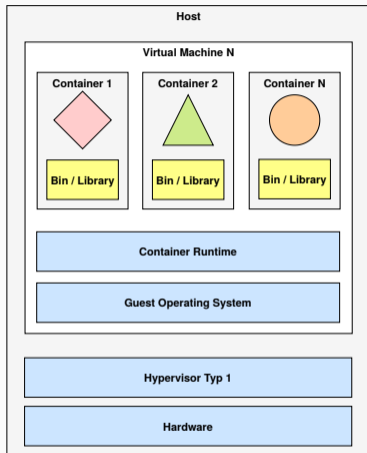 Host
Virtual Machine N
Container 1
Container 2
Container N
Bin / Library
Bin / Library
Bin / Library
Container Runtime
Guest Operating System
Hypervisor Typ 1
Hardware